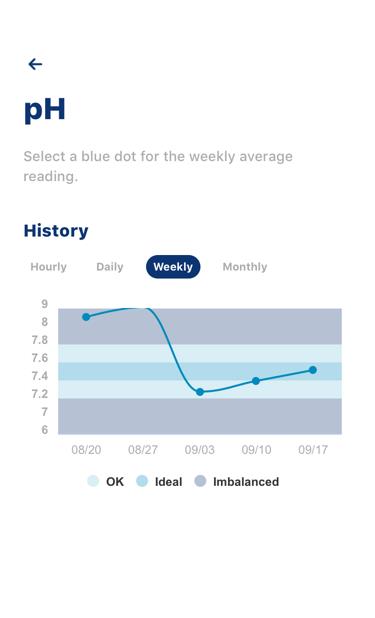 pH
Select a blue dot for the weekly average
reading.
History
Hourly Daily Weekly Monthly
9
8
7.8
7.6
7.4
7.2
7
6
08/20 08/27 09/03 09/10 09/17
OK Ideal Imbalanced